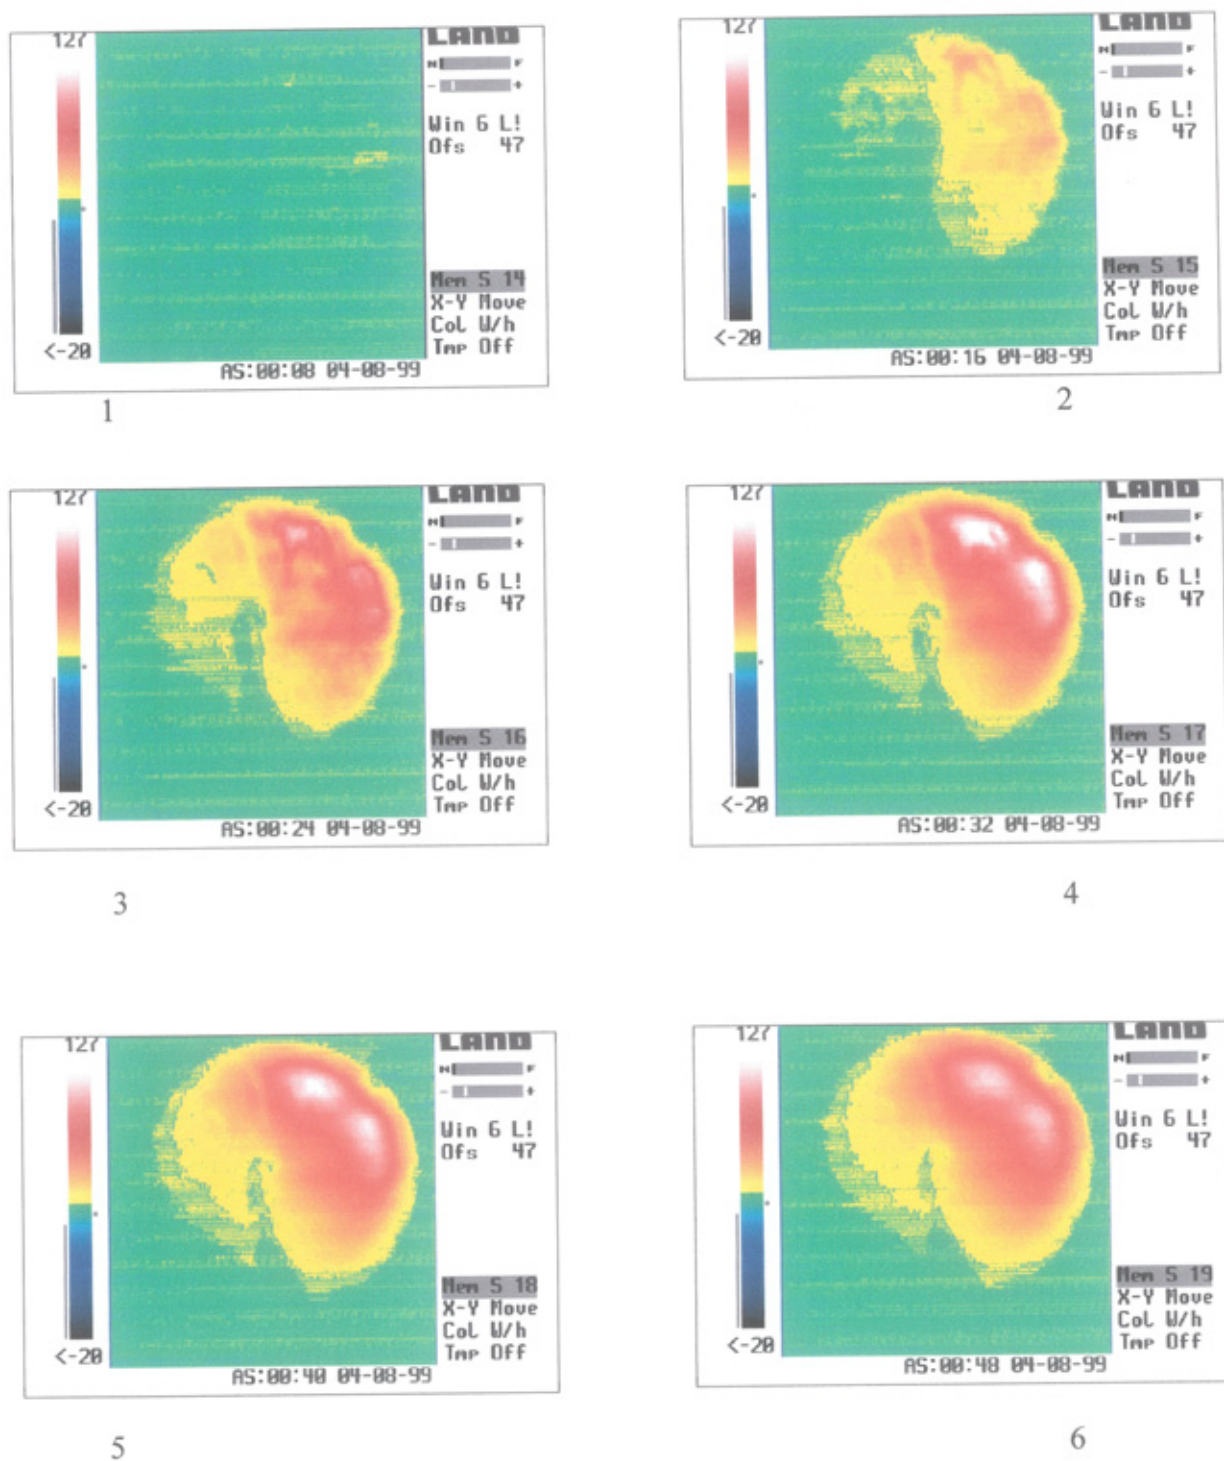 127
LAND
N F
- +
Win 6 L!
Ofs 47
Mem S 14
X-Y Move
Col W/h
Tmp Off
<-20
AS:00:08 04-08-99
1
127
LAND
N F
- +
Win 6 L!
Ofs 47
Mem S 15
X-Y Move
Col W/h
Tmp Off
<-20
AS:00:16 04-08-99
2
127
LAND
N F
- +
Win 6 L!
Ofs 47
Mem S 16
X-Y Move
Col W/h
Tmp Off
<-20
AS:00:24 04-08-99
3
127
LAND
N F
- +
Win 6 L!
Ofs 47
Mem S 17
X-Y Move
Col W/h
Tmp Off
<-20
AS:00:32 04-08-99
4
127
LAND
N F
- +
Win 6 L!
Ofs 47
Mem S 18
X-Y Move
Col W/h
Tmp Off
<-20
AS:00:40 04-08-99
5
127
LAND
N F
- +
Win 6 L!
Ofs 47
Mem S 19
X-Y Move
Col W/h
Tmp Off
<-20
AS:00:48 04-08-99
6